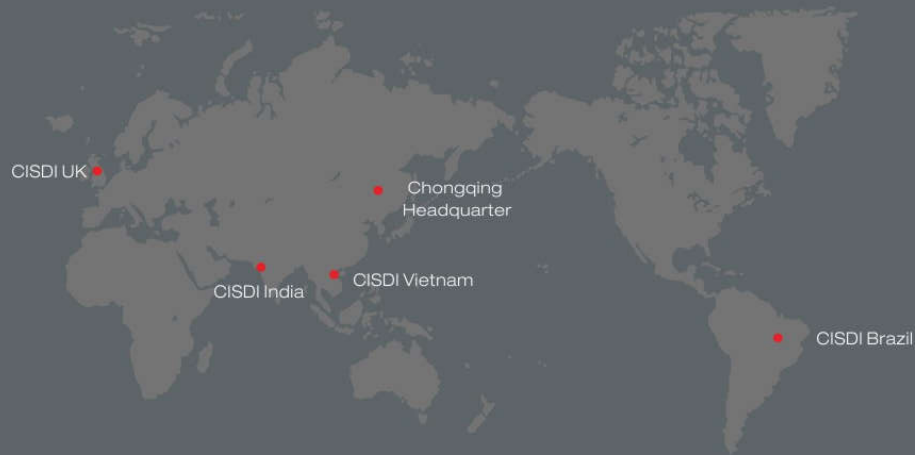 CISDI UK
Chongqing
Headquarter
CISDI India
CISDI Vietnam
CISDI Brazil